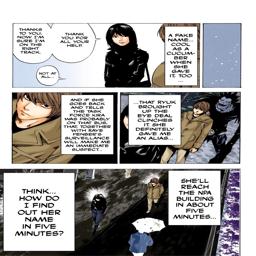 THANKS
TO YOU,
NOW I'M
SURE I'M
ON THE
RIGHT
TRACK.
THANK
YOU FOR
ALL YOUR
HELP.
NOT AT
ALL...
A FAKE
NAME...
COOL
AS A
CUCUM-
BER
WHEN
SHE
GAVE
IT, TOO
AND IF SHE
GOES BACK
AND TELLS
THE TASK
FORCE KIRA
WAS PROBABLY
ON THAT BUS,
THAT TOGETHER
WITH RAYE
PENBER'S
SURVEILLANCE
WILL MAKE ME
AN IMMEDIATE
SUSPECT...
...THAT RYUK
BROUGHT UP
THE EYE
DEAL
CLINCHES
IT. SHE
DEFINITELY
GAVE ME
AN ALIAS...
THINK...
HOW DO
I FIND
OUT HER
NAME IN
FIVE
MINUTES?
SHE'LL
REACH
THE NPA
BUILDING
IN ABOUT
FIVE
MINUTES...